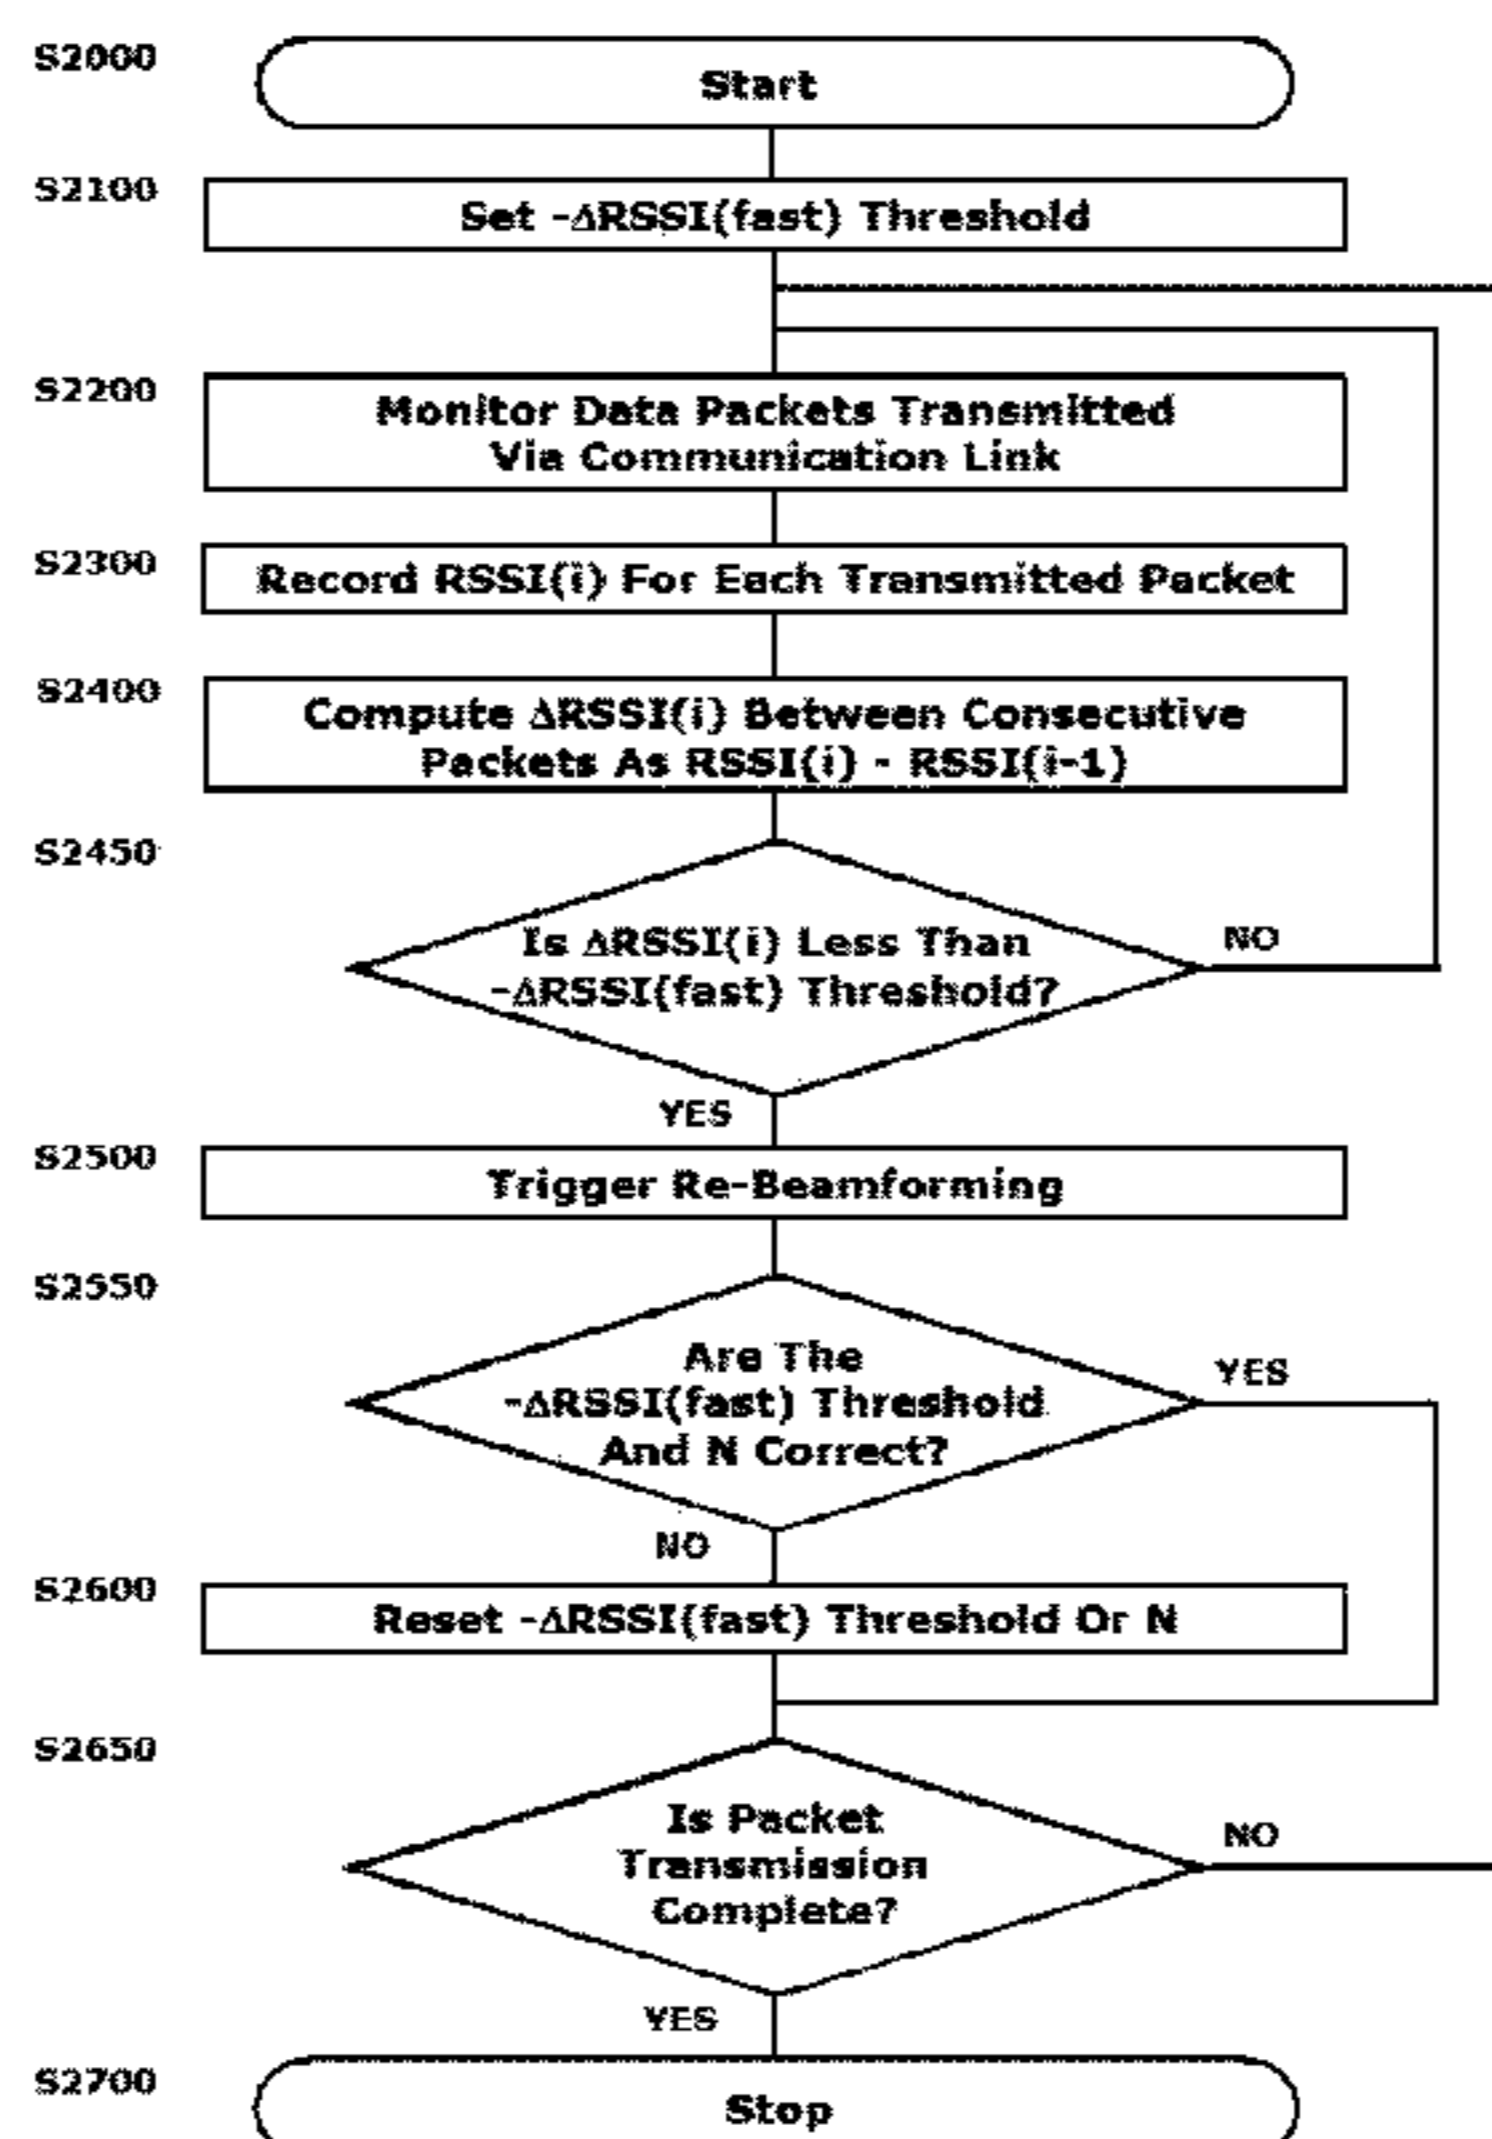 S2000
Start
S2100
Set -ΔRSSI(fast) Threshold
S2200
Monitor Data Packets Transmitted
Via Communication Link
S2300
Record RSSI(i) For Each Transmitted Packet
S2400
Compute ΔRSSI(i) Between Consecutive
Packets As RSSI(i) - RSSI(i-1)
S2450
Is ΔRSSI(i) Less Than
-ΔRSSI(fast) Threshold?
NO
YES
S2500
Trigger Re-Beamforming
S2550
Are The
-ΔRSSI(fast) Threshold
And N Correct?
YES
NO
S2600
Reset -ΔRSSI(fast) Threshold Or N
S2650
Is Packet
Transmission
Complete?
NO
YES
S2700
Stop